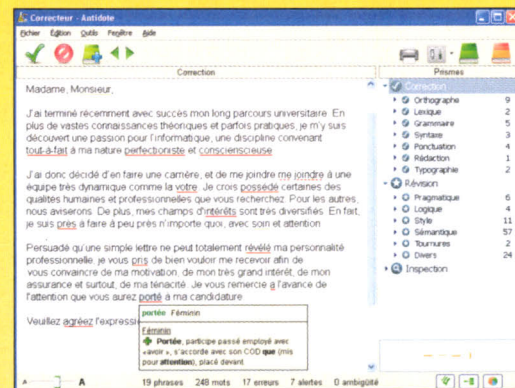 Correcteur - Antidote
Fichier Édition Outils Fenêtre Aide
Correction
Prismes
Madame, Monsieur,
J'ai terminé récemment avec succès mon long parcours universitaire. En
plus de vastes connaissances théoriques et parfois pratiques, je m'y suis
découvert une passion pour l'informatique, une discipline convenant
tout-à-fait à ma nature perfectioniste et conscienscieuse.
J'ai donc décidé d'en faire une carrière, et de me joindre me joindre à une
équipe très dynamique comme la votre. Je crois possédé certaines des
qualités humaines et professionnelles que vous recherchez. Pour les autres,
nous aviserons. De plus, mes champs d'intérêts sont très diversifiés. En fait,
je suis près à faire à peu près n'importe quoi, avec soin et attention.
Persuadé qu'une simple lettre ne peut totalement révélé ma personnalité
professionnelle, je vous pris de bien vouloir me recevoir afin de
vous convaincre de ma motivation, de mon très grand intérêt, de mon
assurance et surtout, de ma ténacité. Je vous remercie à l'avance de
l'attention que vous aurez porté à ma candidature.
Veuillez agréez l'expressi
portée Féminin
Féminin
Portée, participe passé employé avec
«avoir », s'accorde avec son COD que (mis
pour attention), placé devant.
Correction
Orthographe 9
Lexique 2
Grammaire 5
Syntaxe 3
Ponctuation 4
Rédaction 1
Typographie 2
Révision
Pragmatique 6
Logique 4
Style 11
Sémantique 57
Tournures 2
Divers 24
Inspection
A A 19 phrases 248 mots 17 erreurs 7 alertes 0 ambiguïté